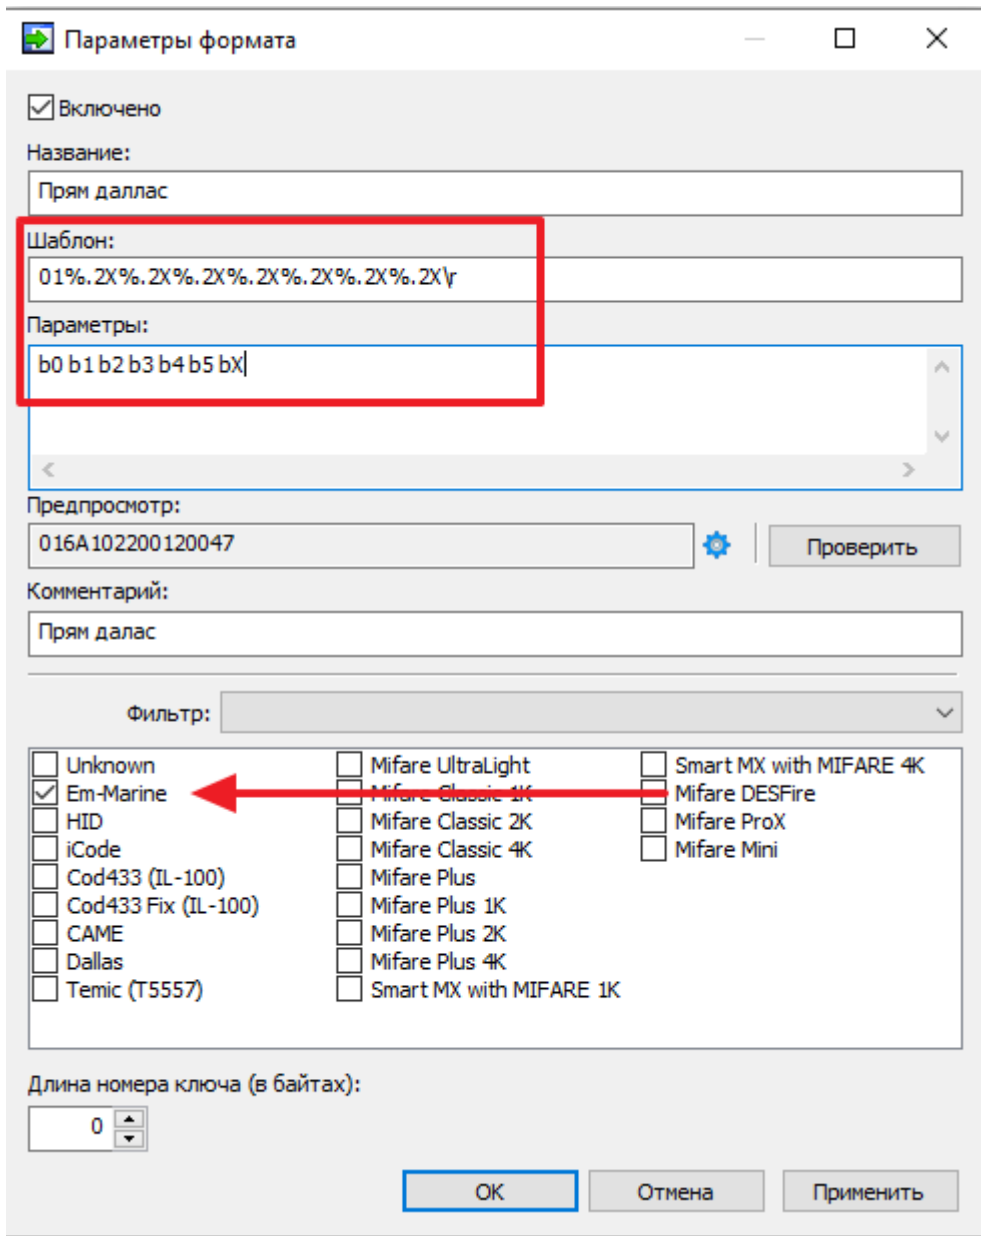 Параметры формата
Включено
Название:
Прям даллас
Шаблон:
01%.2X%.2X%.2X%.2X%.2X%.2X%.2X\r
Параметры:
b0 b1 b2 b3 b4 b5 bX
Предпросмотр:
016A102200120047
Проверить
Комментарий:
Прям далас
Фильтр:
Unknown Mifare UltraLight Smart MX with MIFARE 4K
Em-Marine Mifare Classic 1K Mifare DESFire
HID Mifare Classic 2K Mifare ProX
iCode Mifare Classic 4K Mifare Mini
Cod433 (IL-100) Mifare Plus
Cod433 Fix (IL-100) Mifare Plus 1K
CAME Mifare Plus 2K
Dallas Mifare Plus 4K
Temic (T5557) Smart MX with MIFARE 1K
Длина номера ключа (в байтах):
0
OK Отмена Применить